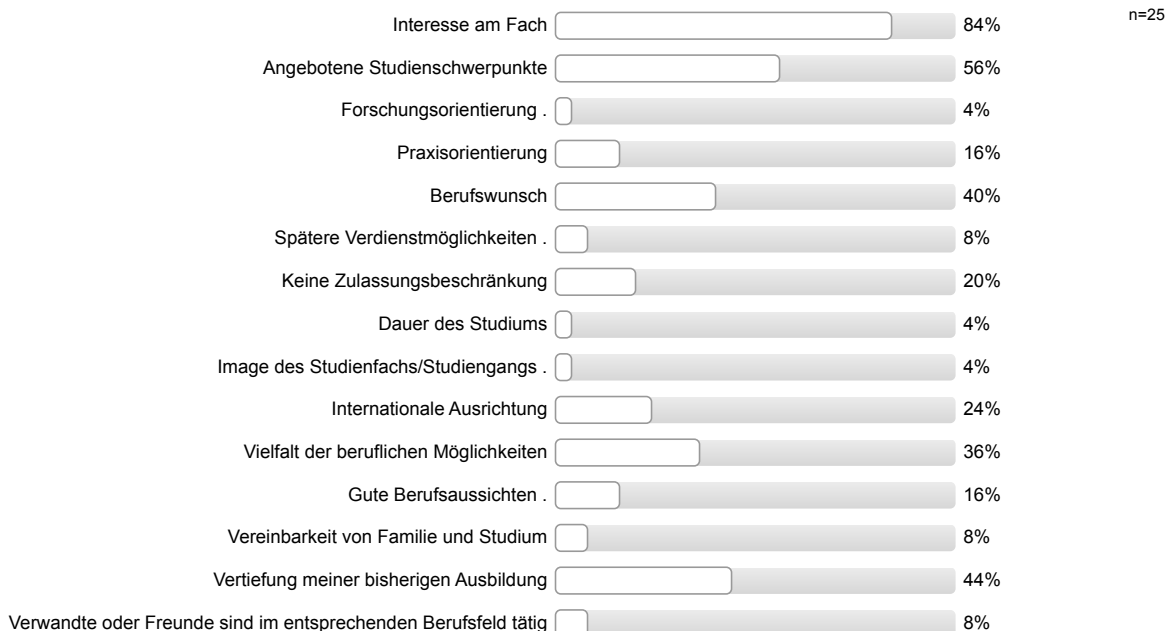 n=25
Interesse am Fach 84%
Angebotene Studienschwerpunkte 56%
Forschungsorientierung . 4%
Praxisorientierung 16%
Berufswunsch 40%
Spätere Verdienstmöglichkeiten . 8%
Keine Zulassungsbeschränkung 20%
Dauer des Studiums 4%
Image des Studienfachs/Studiengangs . 4%
Internationale Ausrichtung 24%
Vielfalt der beruflichen Möglichkeiten 36%
Gute Berufsaussichten . 16%
Vereinbarkeit von Familie und Studium 8%
Vertiefung meiner bisherigen Ausbildung 44%
Verwandte oder Freunde sind im entsprechenden Berufsfeld tätig 8%